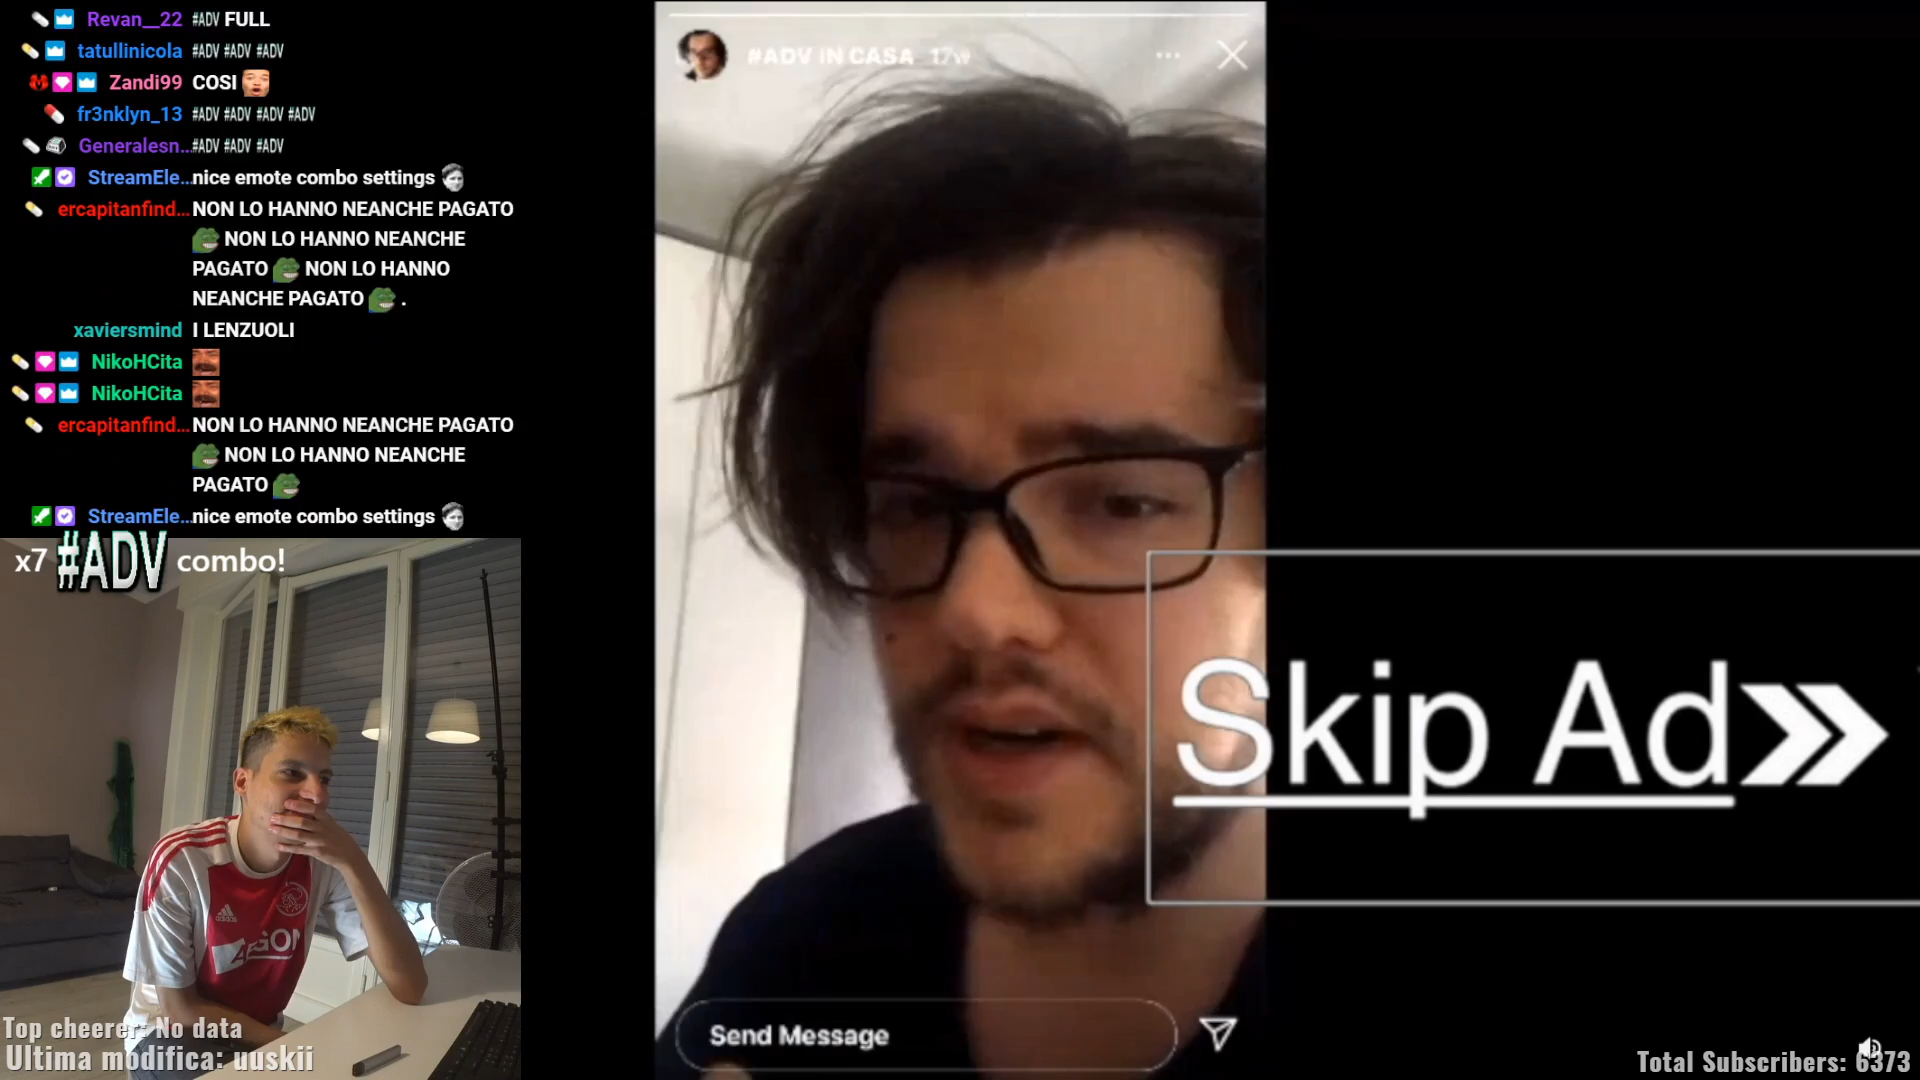 Revan__22 #ADV FULL
tatullinicola #ADV #ADV #ADV
Zandi99 COSI
fr3nklyn_13 #ADV #ADV #ADV #ADV
Generalesn... #ADV #ADV #ADV
StreamEle... nice emote combo settings
ercapitanfind... NON LO HANNO NEANCHE PAGATO
NON LO HANNO NEANCHE
PAGATO NON LO HANNO
NEANCHE PAGATO .
xaviersmind I LENZUOLI
NikoHCita
NikoHCita
ercapitanfind... NON LO HANNO NEANCHE PAGATO
NON LO HANNO NEANCHE
PAGATO
StreamEle... nice emote combo settings
x7 #ADV combo!
adidas
AEGON
Top cheerer: No data
Ultima modifica: uuskii
#ADV IN CASA 17w
Skip Ad
Send Message
Total Subscribers: 6373